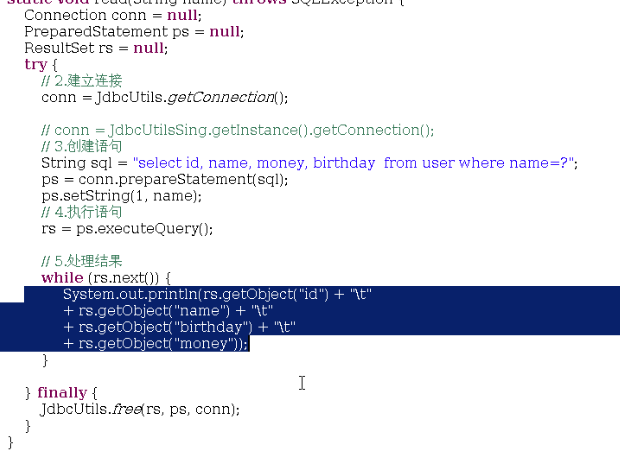 static void read(String name) throws SQLException {
Connection conn = null;
PreparedStatement ps = null;
ResultSet rs = null;
try {
// 2.建立连接
conn = JdbcUtils.getConnection();
// conn = JdbcUtilsSing.getInstance().getConnection();
// 3.创建语句
String sql = "select id, name, money, birthday  from user where name=?";
ps = conn.prepareStatement(sql);
ps.setString(1, name);
// 4.执行语句
rs = ps.executeQuery();
// 5.处理结果
while (rs.next()) {
System.out.println(rs.getObject("id") + "\t"
+ rs.getObject("name") + "\t"
+ rs.getObject("birthday") + "\t"
+ rs.getObject("money"));
}
} finally {
JdbcUtils.free(rs, ps, conn);
}
}